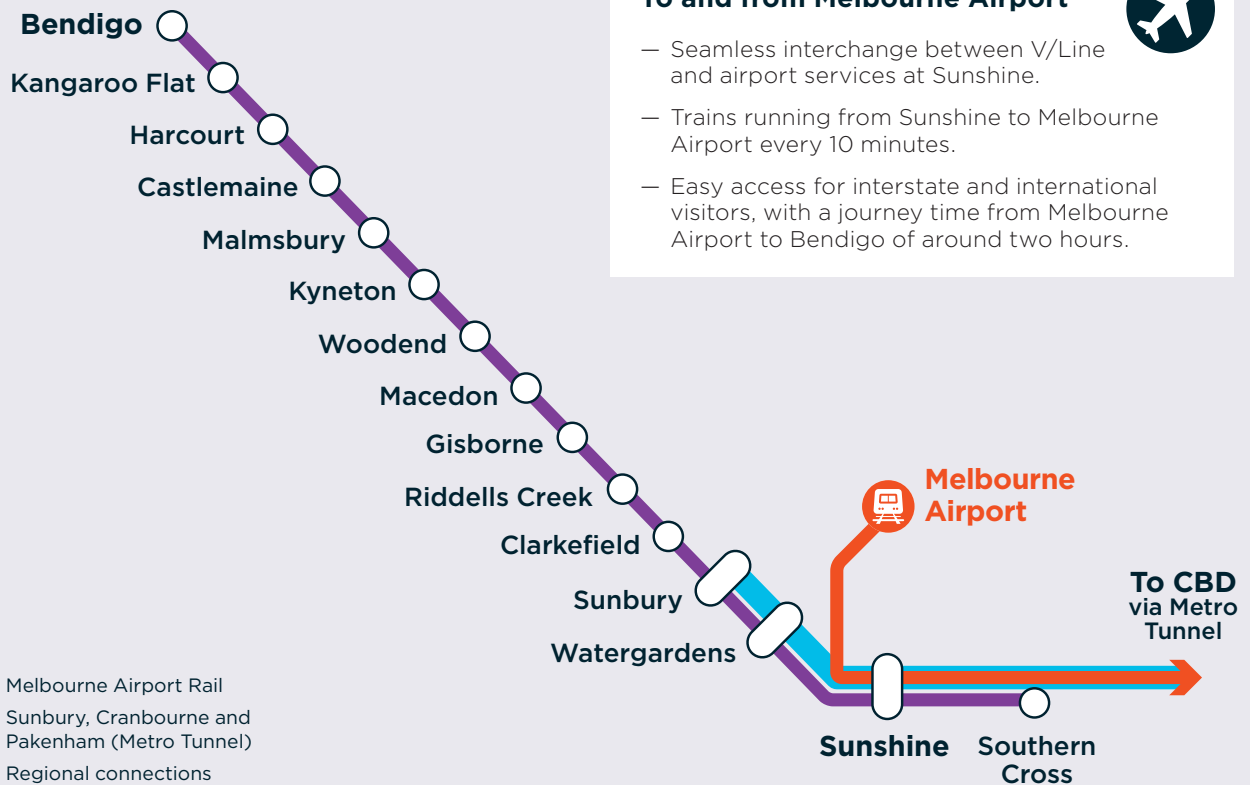 To and from Melbourne Airport
— Seamless interchange between V/Line
and airport services at Sunshine.
— Trains running from Sunshine to Melbourne
Airport every 10 minutes.
— Easy access for interstate and international
visitors, with a journey time from Melbourne
Airport to Bendigo of around two hours.
Bendigo
Kangaroo Flat
Harcourt
Castlemaine
Malmsbury
Kyneton
Woodend
Macedon
Gisborne
Riddells Creek
Clarkefield
Sunbury
Watergardens
Melbourne
Airport
To CBD
via Metro
Tunnel
Sunshine
Southern
Cross
Melbourne Airport Rail
Sunbury, Cranbourne and
Pakenham (Metro Tunnel)
Regional connections